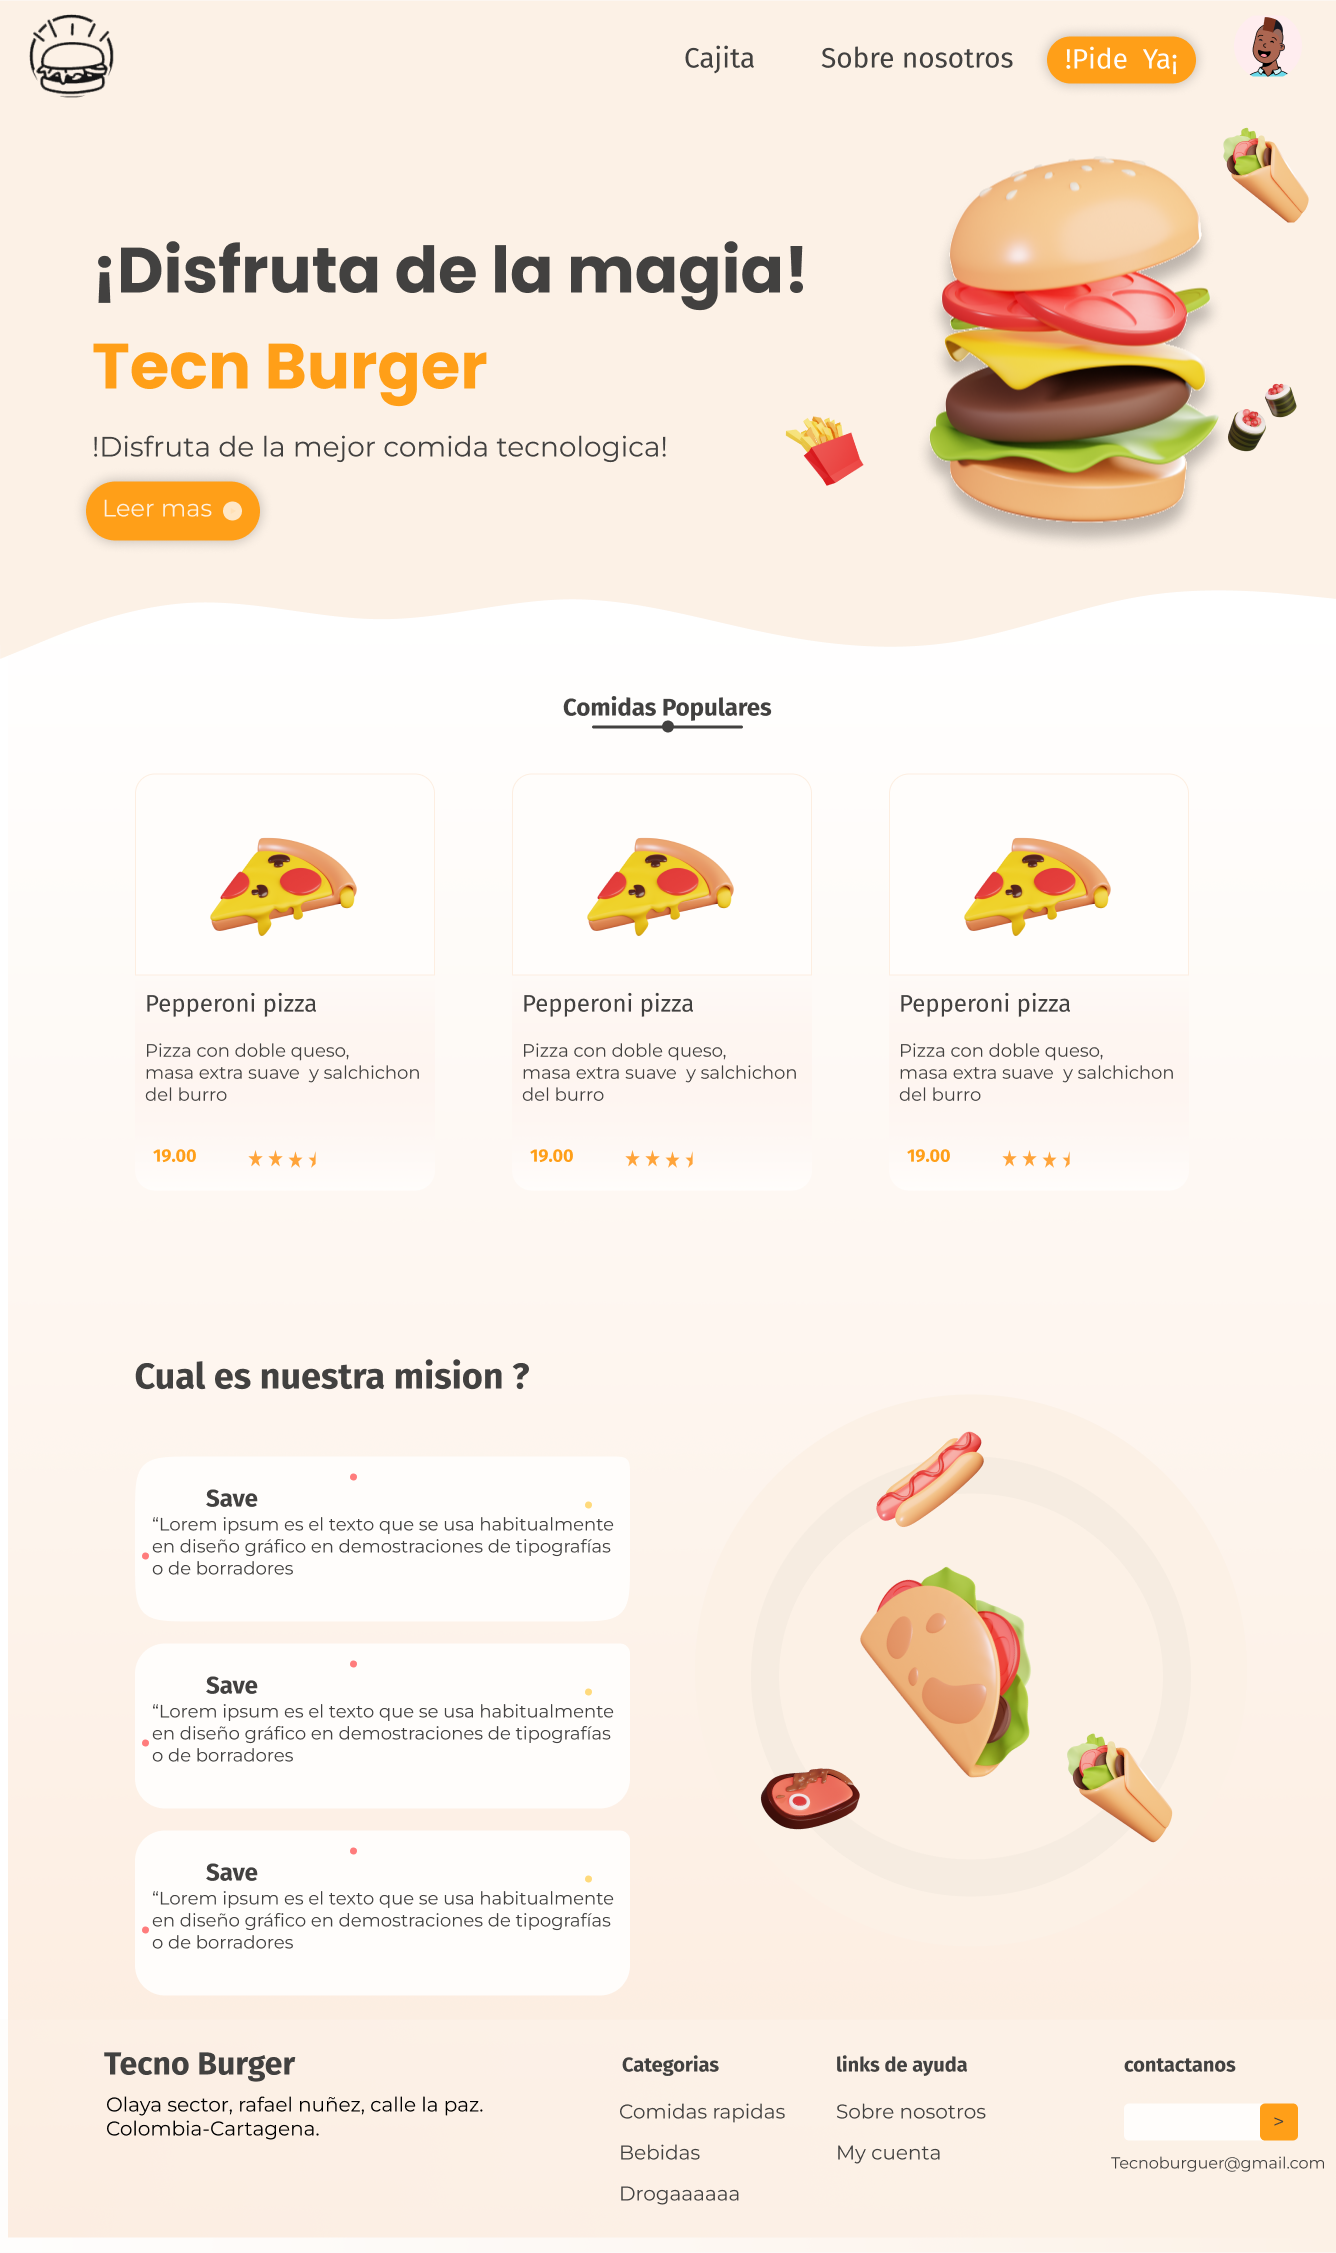 Cajita
Sobre nosotros
!Pide Ya¡
¡Disfruta de la magia!
Tecn Burger
!Disfruta de la mejor comida tecnologica!
Leer mas
Comidas Populares
Pepperoni pizza
Pizza con doble queso,
masa extra suave y salchichon
del burro
19.00
Pepperoni pizza
Pizza con doble queso,
masa extra suave y salchichon
del burro
19.00
Pepperoni pizza
Pizza con doble queso,
masa extra suave y salchichon
del burro
19.00
Cual es nuestra mision ?
Save
“Lorem ipsum es el texto que se usa habitualmente
en diseño gráfico en demostraciones de tipografías
o de borradores
Save
“Lorem ipsum es el texto que se usa habitualmente
en diseño gráfico en demostraciones de tipografías
o de borradores
Save
“Lorem ipsum es el texto que se usa habitualmente
en diseño gráfico en demostraciones de tipografías
o de borradores
Tecno Burger
Olaya sector, rafael nuñez, calle la paz.
Colombia-Cartagena.
Categorias
Comidas rapidas
Bebidas
Drogaaaaaa
links de ayuda
Sobre nosotros
My cuenta
contactanos
>
Tecnoburguer@gmail.com